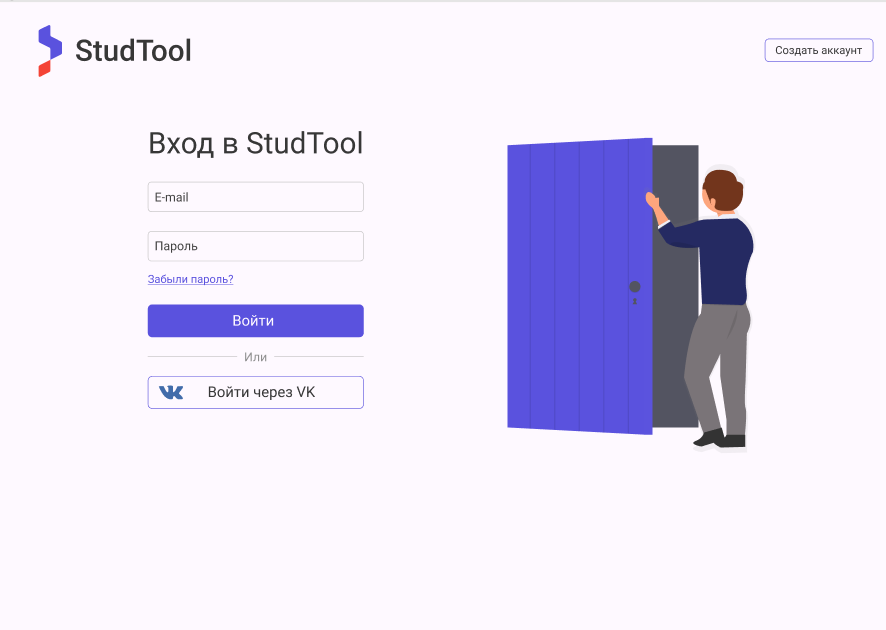 StudTool
Создать аккаунт
Вход в StudTool
E-mail
Пароль
Забыли пароль?
Войти
Или
Войти через VK